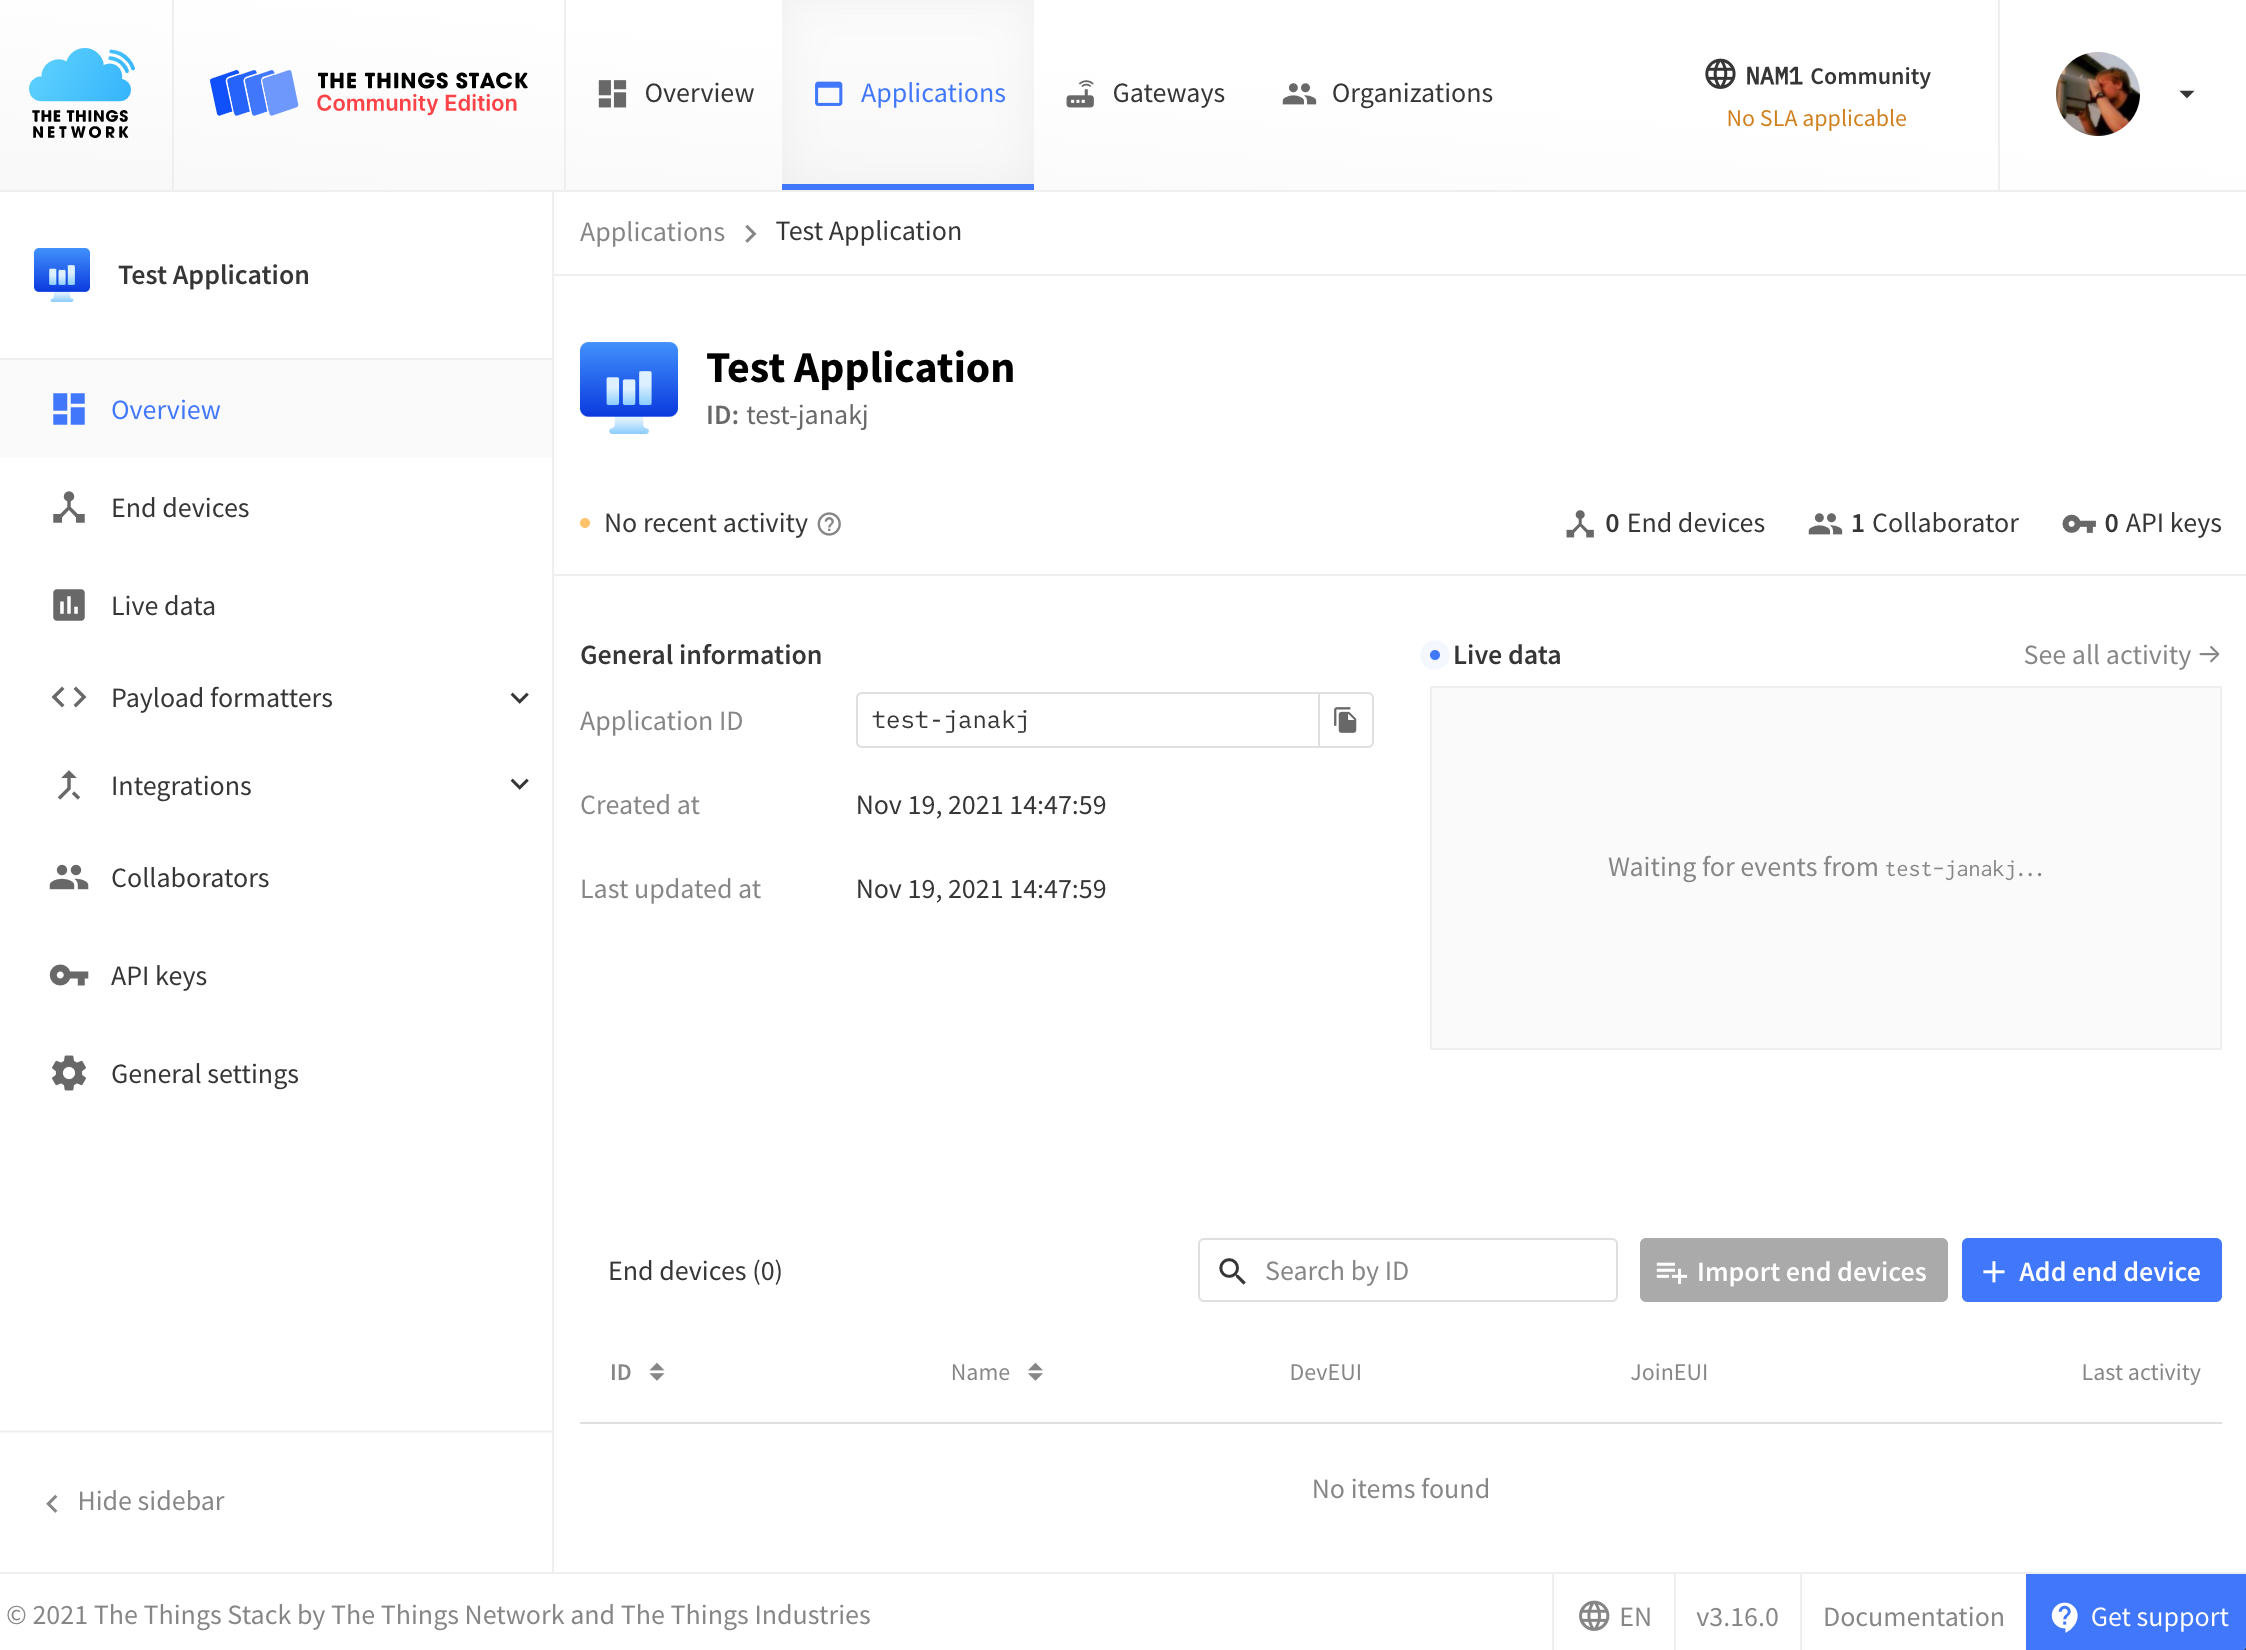 THE THINGS
NETWORK
THE THINGS STACK
Community Edition
Overview
Applications
Gateways
Organizations
NAM1 Community
No SLA applicable
Test Application
Overview
End devices
Live data
Payload formatters
Integrations
Collaborators
API keys
General settings
Hide sidebar
Applications > Test Application
Test Application
ID: test-janakj
No recent activity
0 End devices
1 Collaborator
0 API keys
General information
Application ID
test-janakj
Created at
Nov 19, 2021 14:47:59
Last updated at
Nov 19, 2021 14:47:59
Live data
See all activity →
Waiting for events from test-janakj...
End devices (0)
Search by ID
Import end devices
+ Add end device
ID
Name
DevEUI
JoinEUI
Last activity
No items found
© 2021 The Things Stack by The Things Network and The Things Industries
EN
v3.16.0
Documentation
Get support